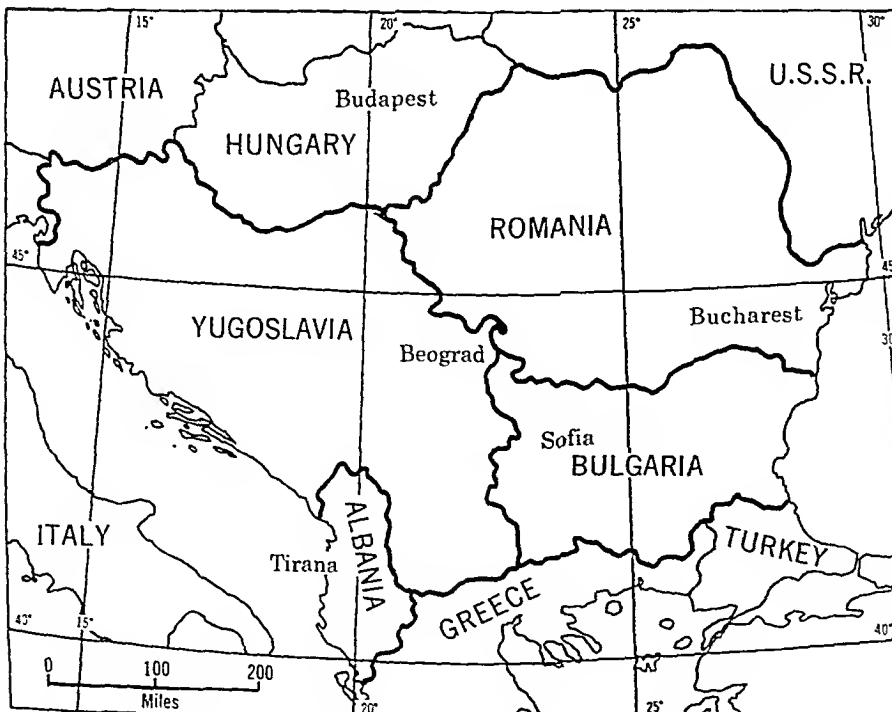 15°
20°
25°
30°
AUSTRIA
Budapest
U.S.S.R.
HUNGARY
ROMANIA
45°
45
YUGOSLAVIA
Bucharest
30
Beograd
Sofia
BULGARIA
ITALY
ALBANIA
TURKEY
Tirana
GREECE
40°
15°
40°
0 100 200
Miles
20°
25°